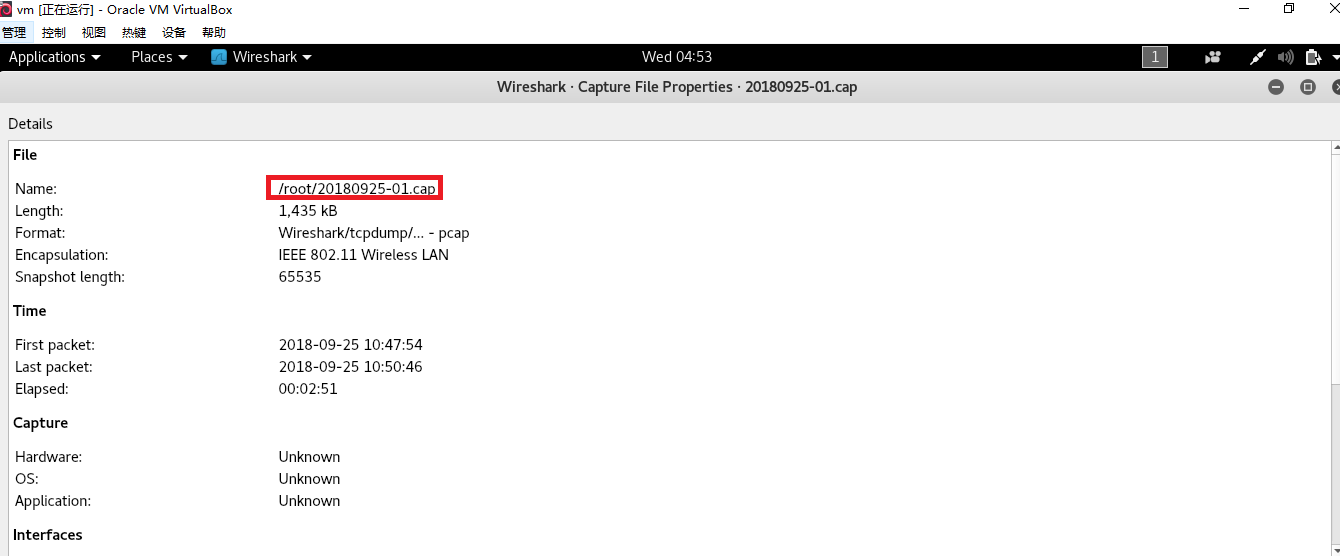 vm [正在运行] - Oracle VM VirtualBox
管理 控制 视图 热键 设备 帮助
Applications Places Wireshark Wed 04:53 1
Wireshark · Capture File Properties · 20180925-01.cap
Details
File
Name: /root/20180925-01.cap
Length: 1,435 kB
Format: Wireshark/tcpdump/... - pcap
Encapsulation: IEEE 802.11 Wireless LAN
Snapshot length: 65535
Time
First packet: 2018-09-25 10:47:54
Last packet: 2018-09-25 10:50:46
Elapsed: 00:02:51
Capture
Hardware: Unknown
OS: Unknown
Application: Unknown
Interfaces